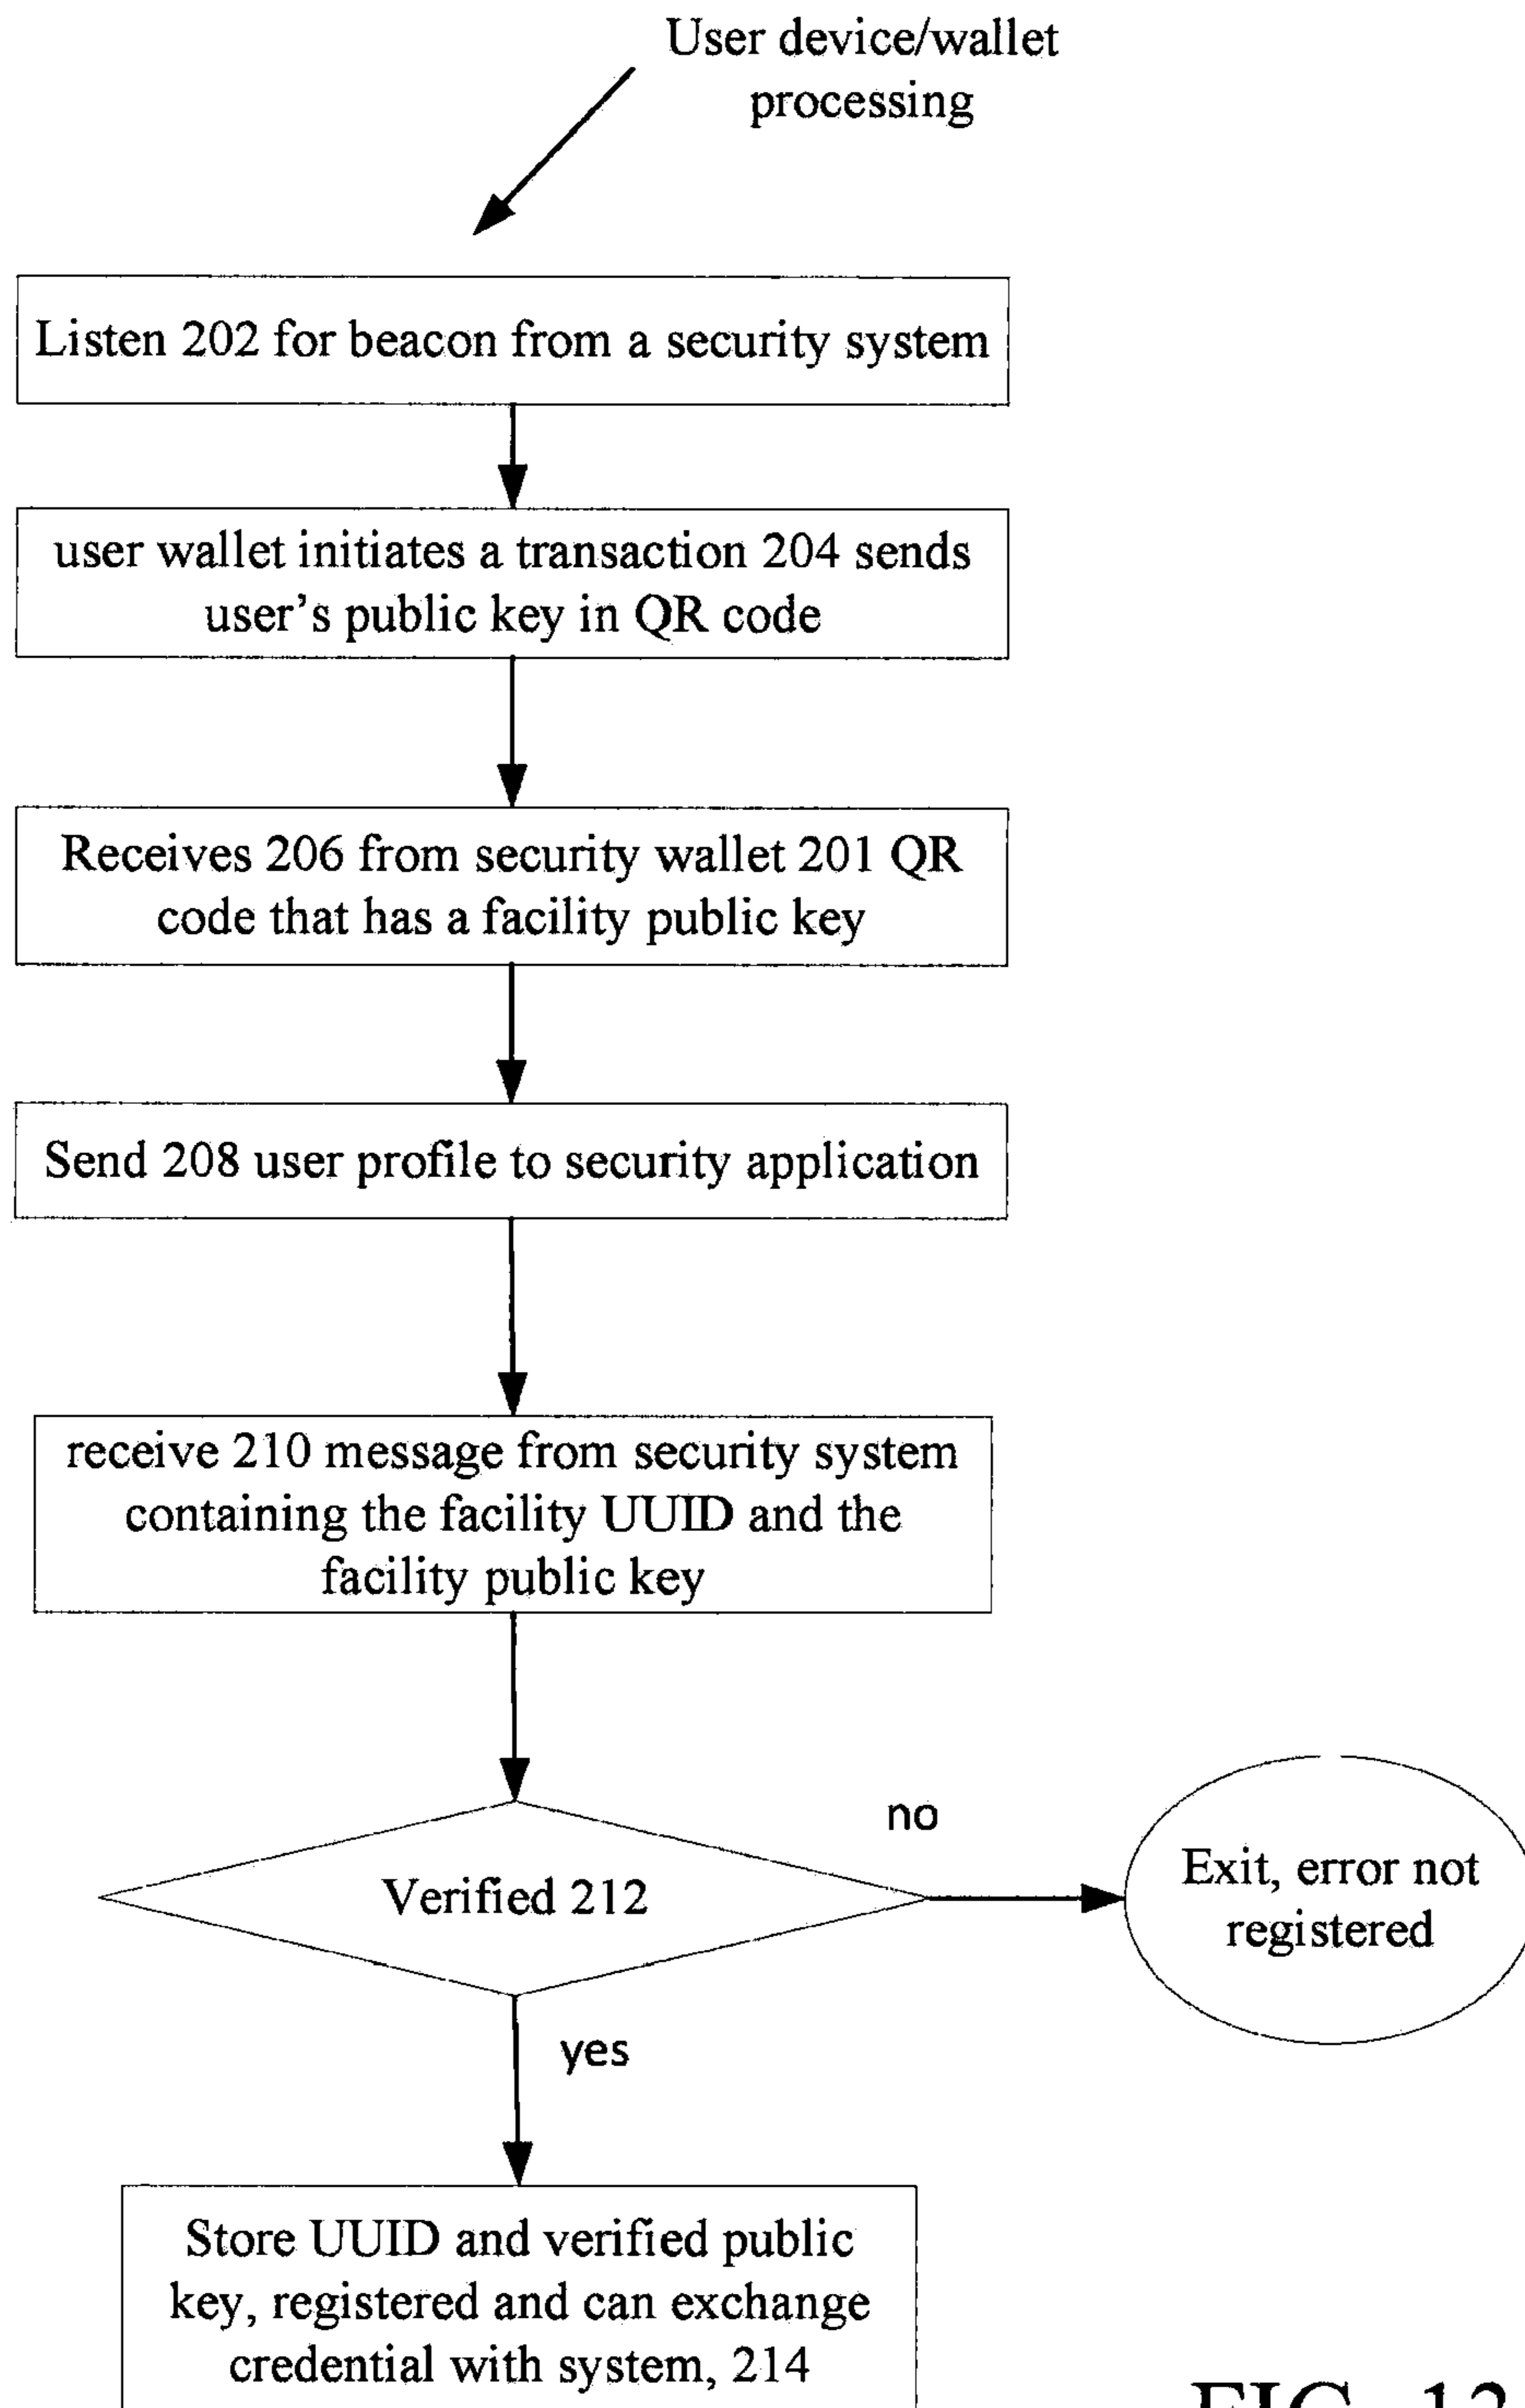 User device/wallet
processing
Listen 202 for beacon from a security system
user wallet initiates a transaction 204 sends
user’s public key in QR code
Receives 206 from security wallet 201 QR
code that has a facility public key
Send 208 user profile to security application
receive 210 message from security system
containing the facility UUID and the
facility public key
Verified 212
no
Exit, error not
registered
yes
Store UUID and verified public
key, registered and can exchange
credential with system, 214